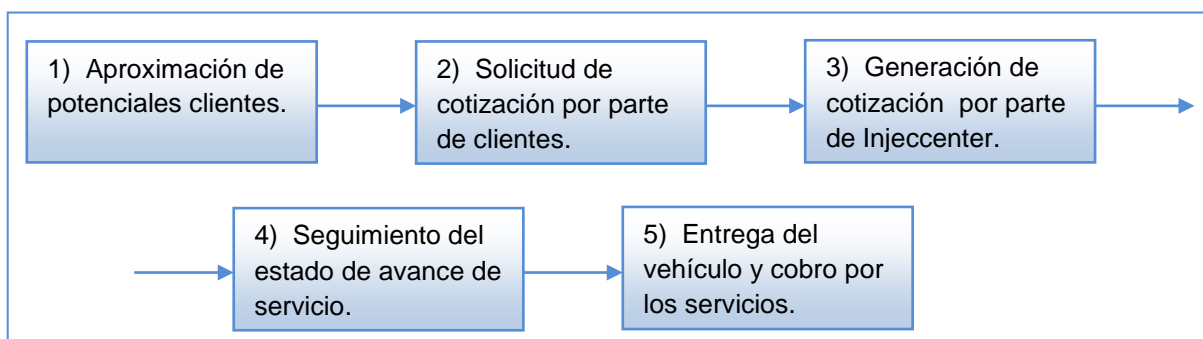 1) Aproximación de
potenciales clientes.
2) Solicitud de
cotización por parte
de clientes.
3) Generación de
cotización por parte
de Injeccenter.
4) Seguimiento del
estado de avance de
servicio.
5) Entrega del
vehículo y cobro por
los servicios.